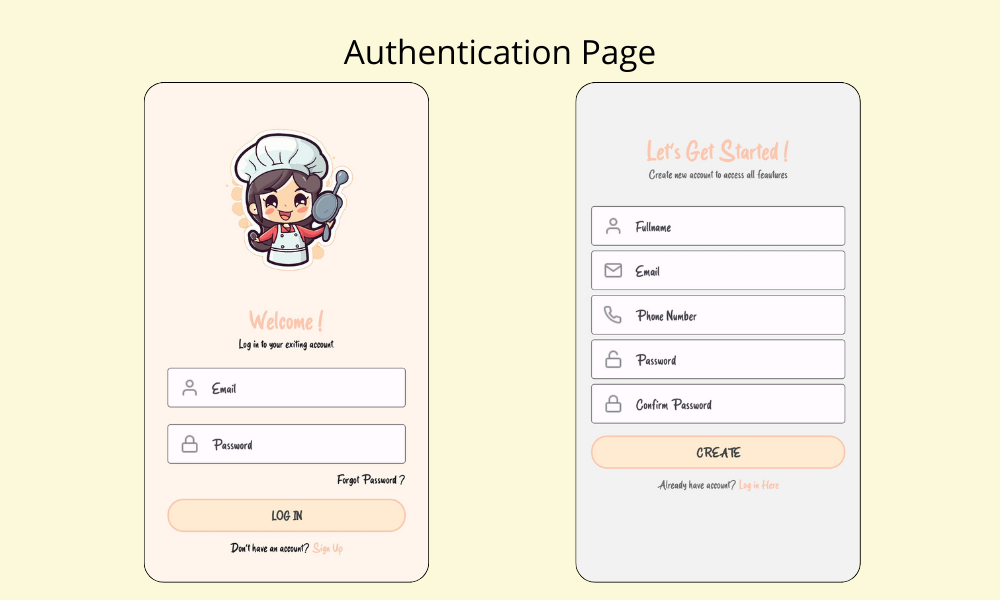 Authentication Page
Welcome !
Log in to your exiting account
Email
Password
Forgot Password ?
LOG IN
Don't have an account? Sign Up
Let's Get Started !
Create new account to access all feautures
Fullname
Email
Phone Number
Password
Confirm Password
CREATE
Already have account? Log in Here